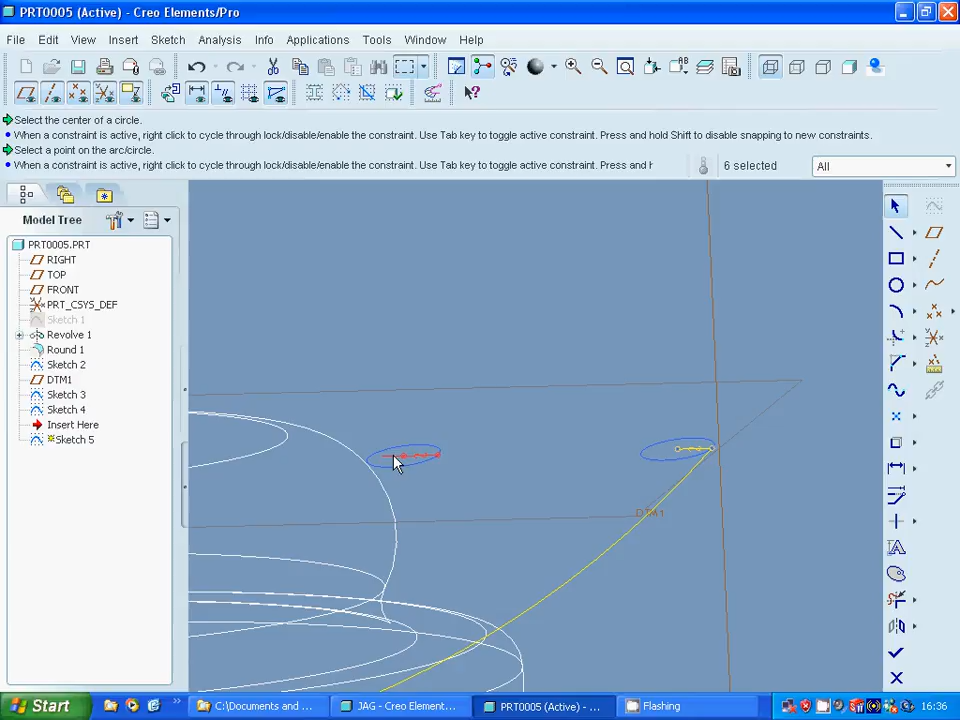 PRT0005 (Active) - Creo Elements/Pro
File Edit View Insert Sketch Analysis Info Applications Tools Window Help
Select the center of a circle.
When a constraint is active, right click to cycle through lock/disable/enable the constraint. Use Tab key to toggle active constraint. Press and hold Shift to disable snapping to new constraints.
Select a point on the arc/circle.
When a constraint is active, right click to cycle through lock/disable/enable the constraint. Use Tab key to toggle active constraint. Press and h
6 selected
All
Model Tree
PRT0005.PRT
RIGHT
TOP
FRONT
PRT_CSYS_DEF
Sketch 1
Revolve 1
Round 1
Sketch 2
DTM1
Sketch 3
Sketch 4
Insert Here
Sketch 5
DTM1
Start
C:\Documents and ...
JAG - Creo Element...
PRT0005 (Active) - ...
Flashing
16:36